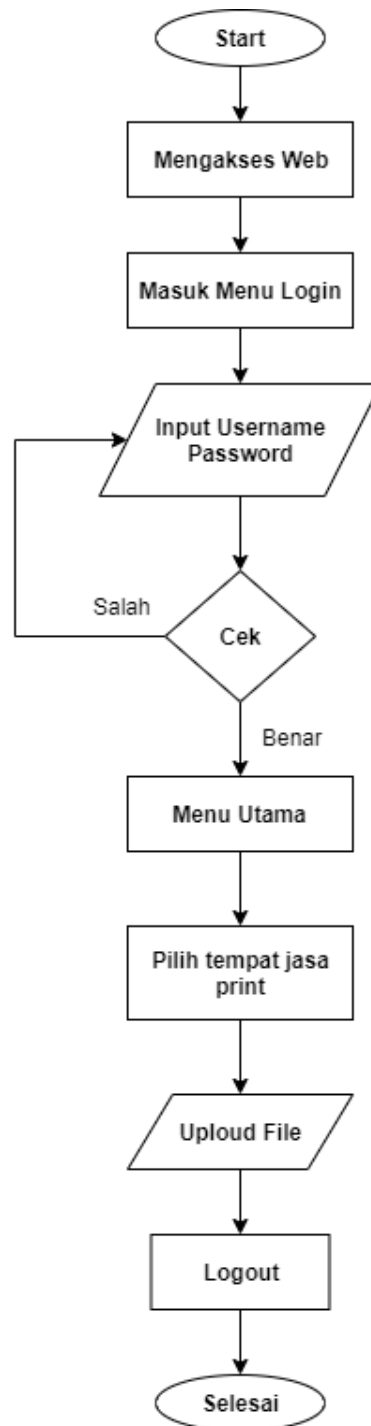 Start
Mengakses Web
Masuk Menu Login
Input Username
Password
Salah
Cek
Benar
Menu Utama
Pilih tempat jasa
print
Uploud File
Logout
Selesai